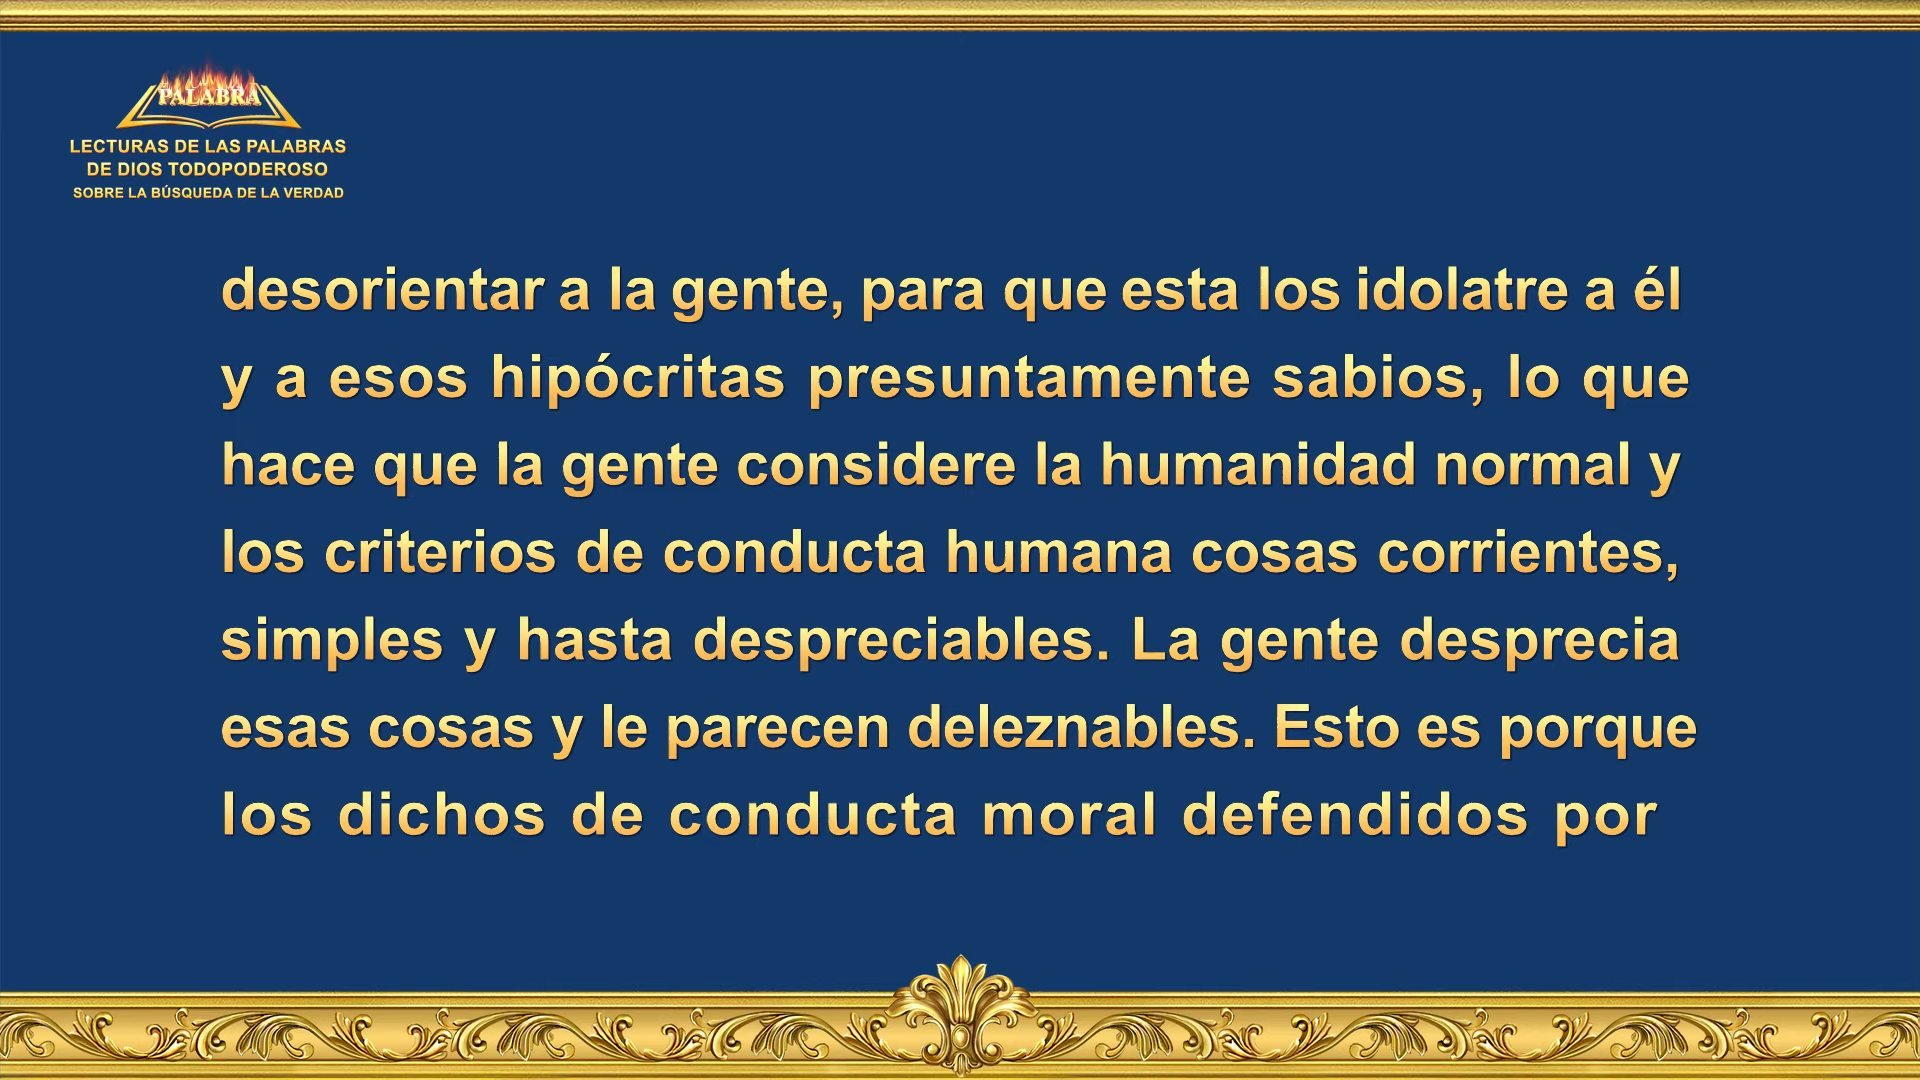 PALABRA
LECTURAS DE LAS PALABRAS
DE DIOS TODOPODEROSO
SOBRE LA BÚSQUEDA DE LA VERDAD
desorientar a la gente, para que esta los idolatre a él
y a esos hipócritas presuntamente sabios, lo que
hace que la gente considere la humanidad normal y
los criterios de conducta humana cosas corrientes,
simples y hasta despreciables. La gente desprecia
esas cosas y le parecen deleznables. Esto es porque
los dichos de conducta moral defendidos por